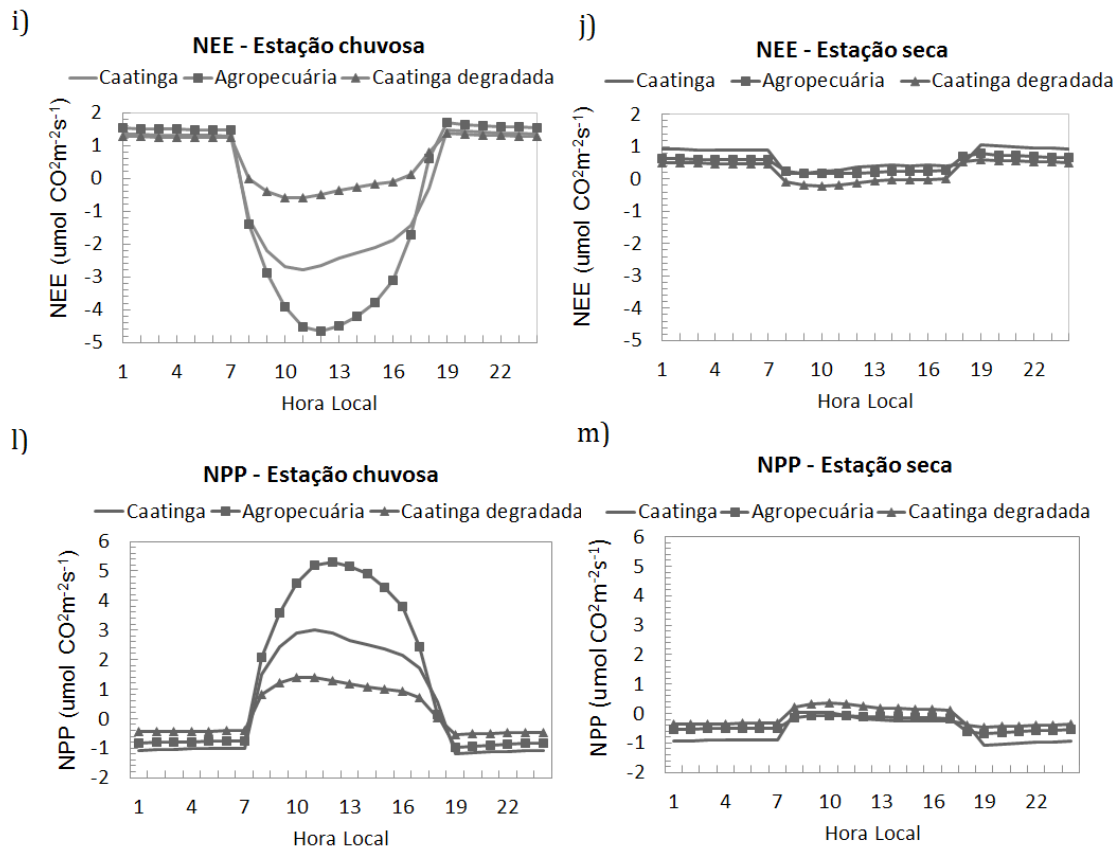 i)
NEE - Estação chuvosa
Caatinga Agropecuária Caatinga degradada
NEE (umol CO²m⁻²s⁻¹)
2
1
0
-1
-2
-3
-4
-5
1 4 7 10 13 16 19 22
Hora Local
j)
NEE - Estação seca
Caatinga Agropecuária Caatinga degradada
NEE (umol CO²m⁻²s⁻¹)
2
1
0
-1
-2
-3
-4
-5
1 4 7 10 13 16 19 22
Hora Local
l)
NPP - Estação chuvosa
Caatinga Agropecuária Caatinga degradada
NPP (umol CO²m⁻²s⁻¹)
6
5
4
3
2
1
0
-1
-2
1 4 7 10 13 16 19 22
Hora Local
m)
NPP - Estação seca
Caatinga Agropecuária Caatinga degradada
NPP (umol CO²m⁻²s⁻¹)
6
5
4
3
2
1
0
-1
-2
1 4 7 10 13 16 19 22
Hora Local